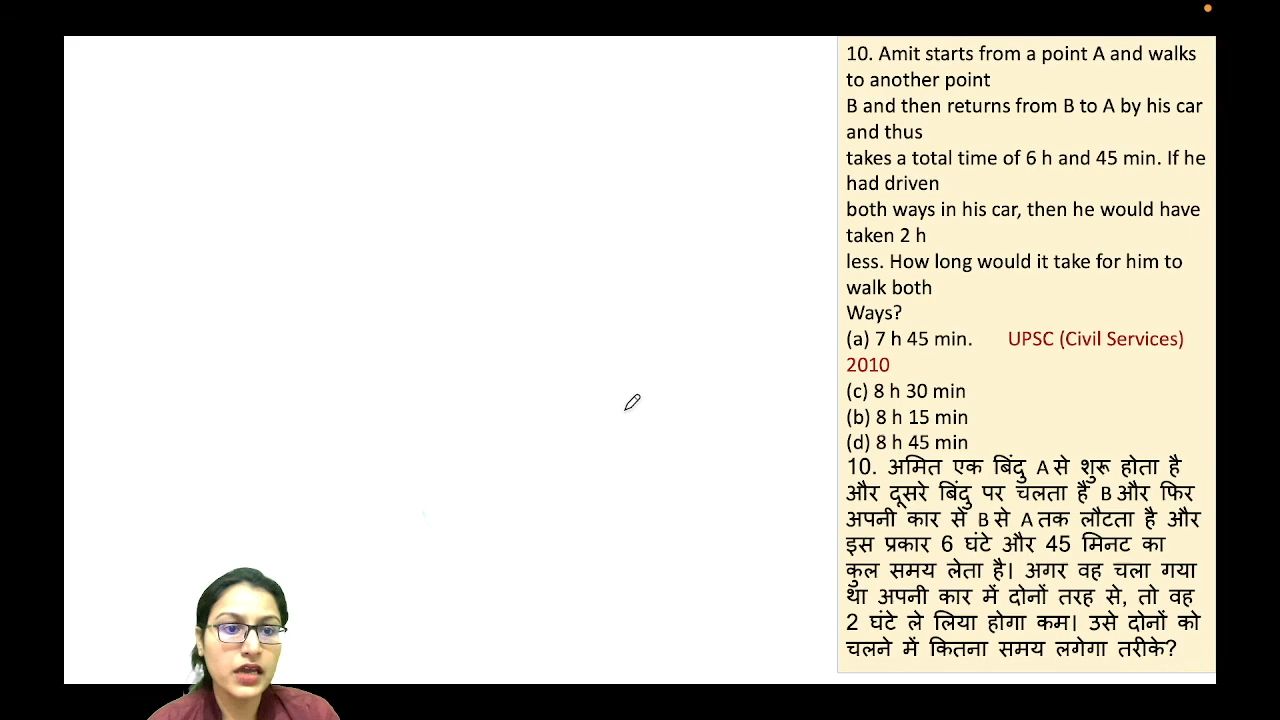 10. Amit starts from a point A and walks
to another point
B and then returns from B to A by his car
and thus
takes a total time of 6 h and 45 min. If he
had driven
both ways in his car, then he would have
taken 2 h
less. How long would it take for him to
walk both
Ways?
(a) 7 h 45 min. UPSC (Civil Services)
2010
(c) 8 h 30 min
(b) 8 h 15 min
(d) 8 h 45 min
10. अमित एक बिंदु A से शुरू होता है
और दूसरे बिंदु पर चलता है B और फिर
अपनी कार से B से A तक लौटता है और
इस प्रकार 6 घंटे और 45 मिनट का
कुल समय लेता है। अगर वह चला गया
था अपनी कार में दोनों तरह से, तो वह
2 घंटे ले लिया होगा कम। उसे दोनों को
चलने में कितना समय लगेगा तरीके?